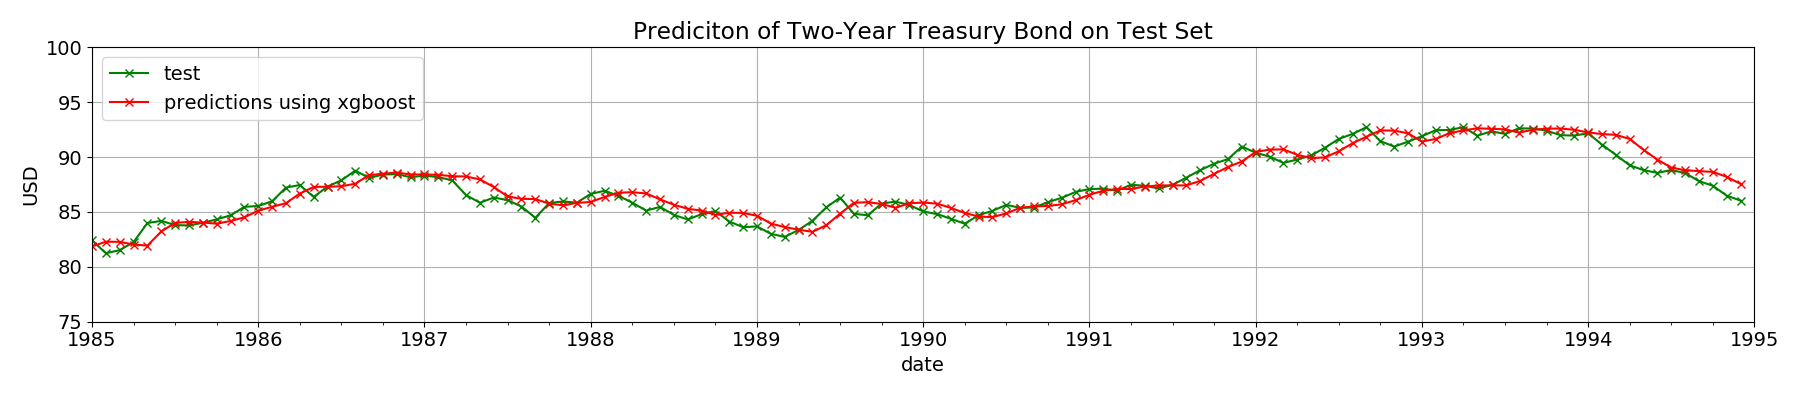 Prediciton of Two-Year Treasury Bond on Test Set
100
95
90
85
80
75
USD
test
predictions using xgboost
1985 1986 1987 1988 1989 1990 1991 1992 1993 1994 1995
date